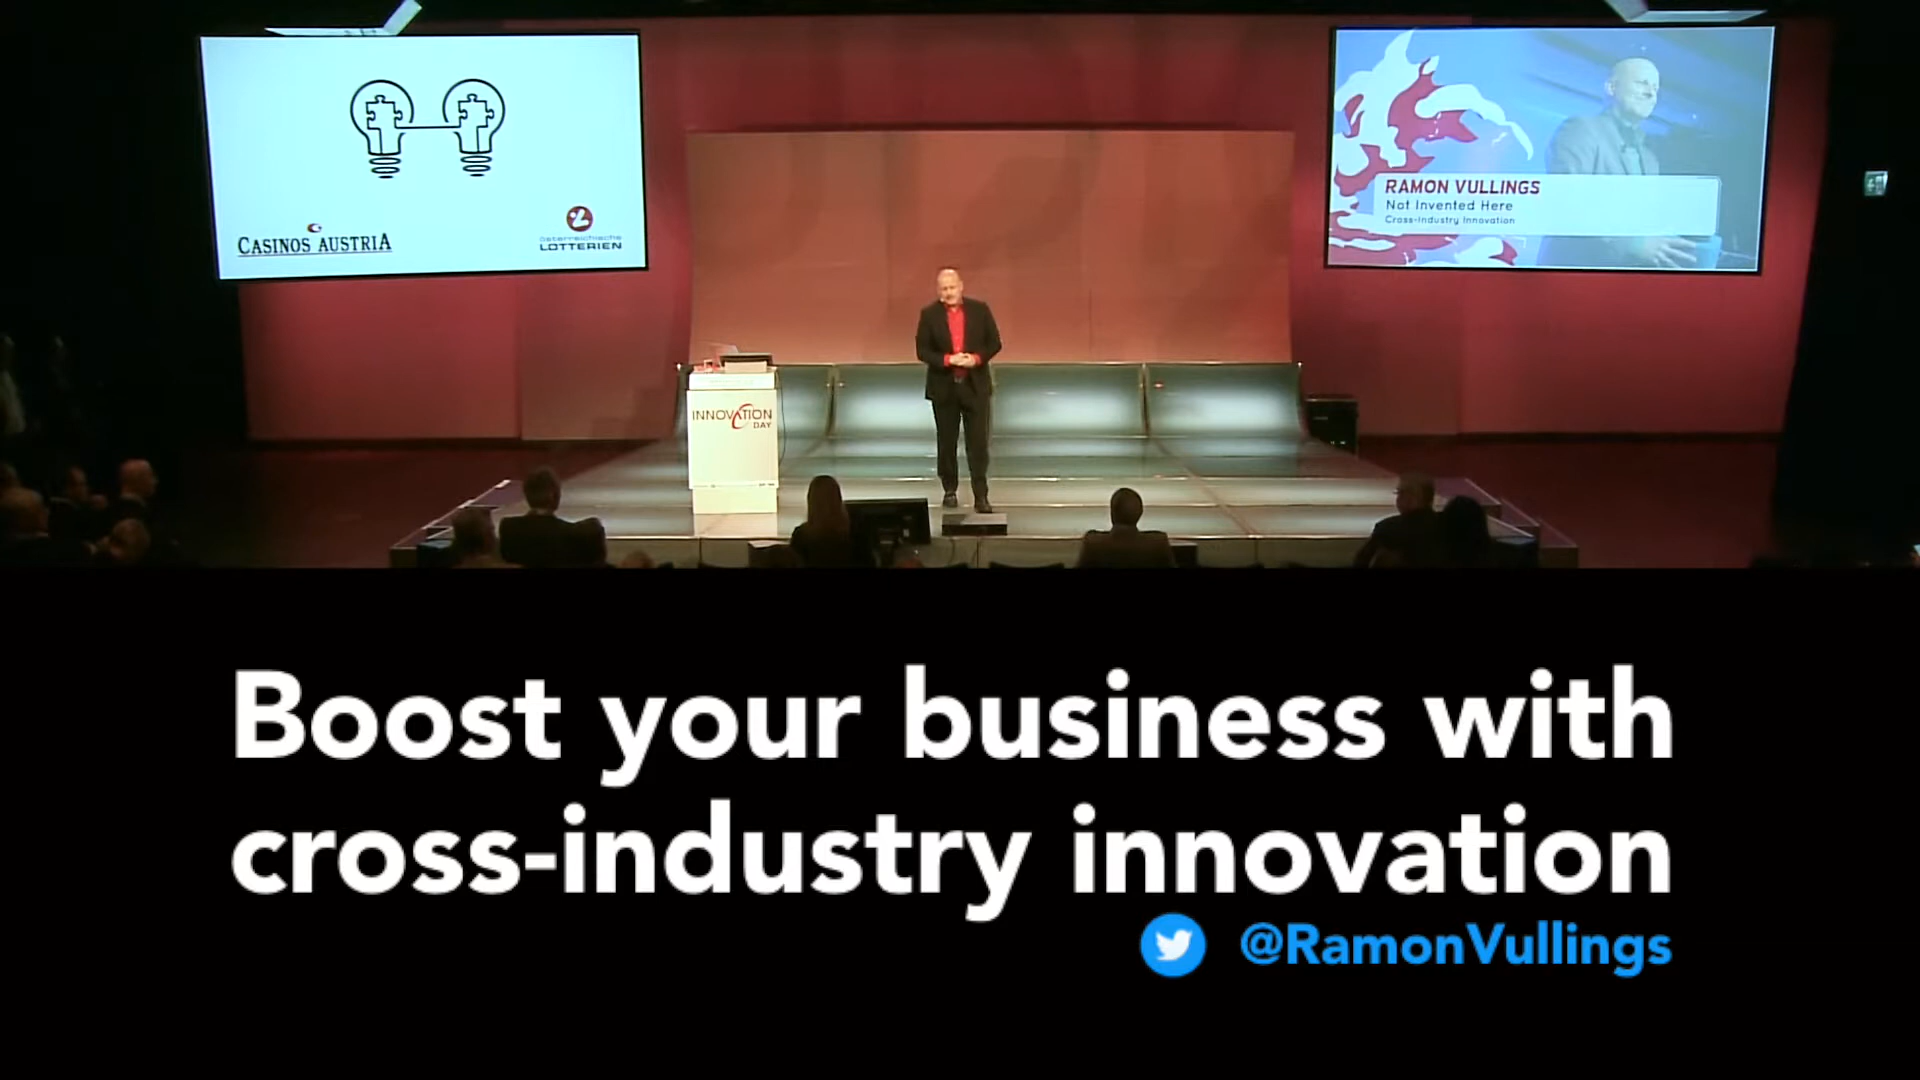 CASINOS AUSTRIA
österreichische
LOTTERIEN
RAMON VULLINGS
Not Invented Here
Cross-Industry Innovation
INNOVATION
DAY
Boost your business with
cross-industry innovation
@RamonVullings